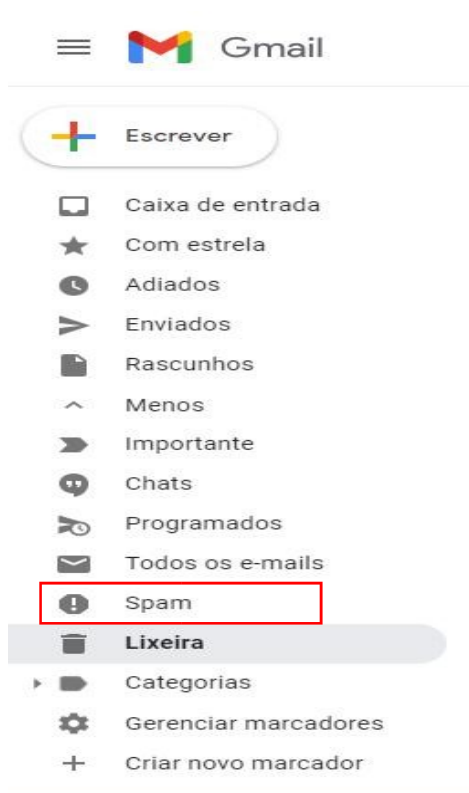 Gmail
Escrever
Caixa de entrada
Com estrela
Adiados
Enviados
Rascunhos
Menos
Importante
Chats
Programados
Todos os e-mails
Spam
Lixeira
Categorias
Gerenciar marcadores
Criar novo marcador